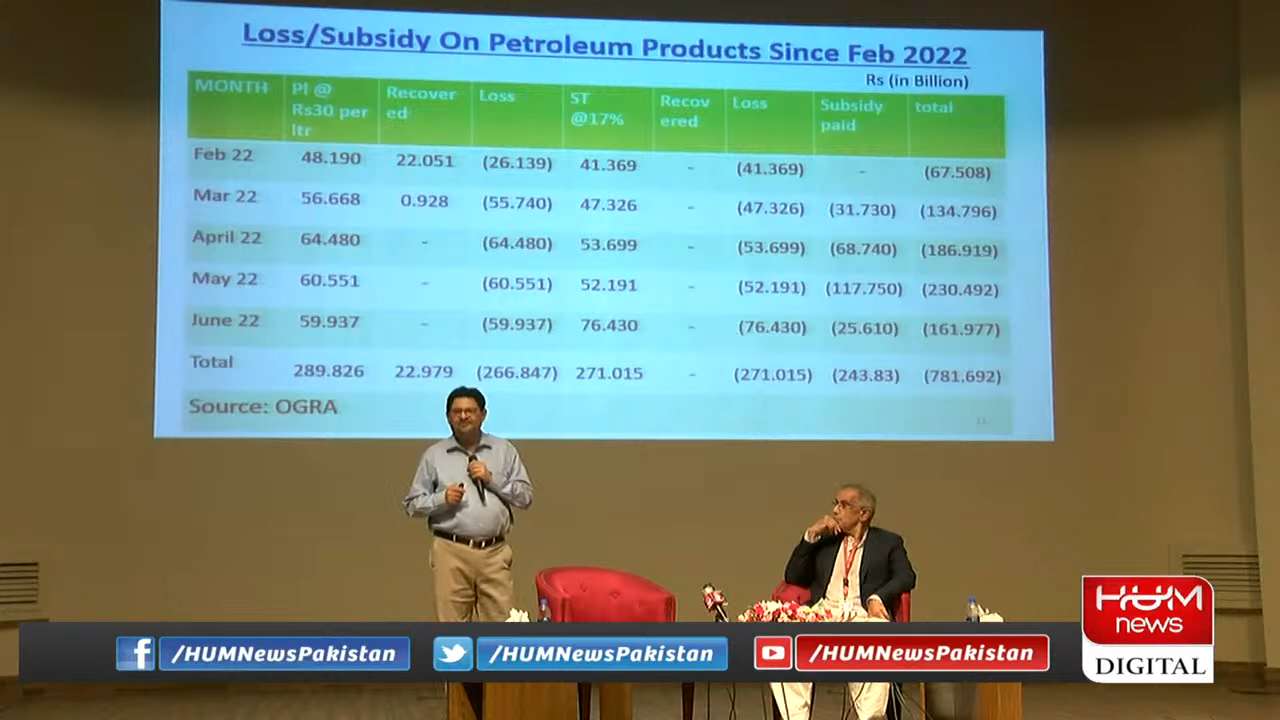 Loss/Subsidy On Petroleum Products Since Feb 2022
Rs (in Billion)
MONTH Pl @ Rs30 per ltr Recovered Loss ST @17% Recovered Loss Subsidy paid total
Feb 22 48.190 22.051 (26.139) 41.369 - (41.369) - (67.508)
Mar 22 56.668 0.928 (55.740) 47.326 - (47.326) (31.730) (134.796)
April 22 64.480 - (64.480) 53.699 - (53.699) (68.740) (186.919)
May 22 60.551 - (60.551) 52.191 - (52.191) (117.750) (230.492)
June 22 59.937 - (59.937) 76.430 - (76.430) (25.610) (161.977)
Total 289.826 22.979 (266.847) 271.015 - (271.015) (243.83) (781.692)
Source: OGRA
/HUMNewsPakistan /HUMNewsPakistan /HUMNewsPakistan
HUM
news
DIGITAL